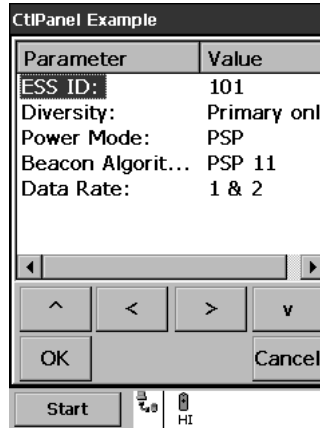 CtlPanel Example
Parameter Value
ESS ID: 101
Diversity: Primary onl
Power Mode: PSP
Beacon Algorit... PSP 11
Data Rate: 1 & 2
^ < > v
OK Cancel
Start HI